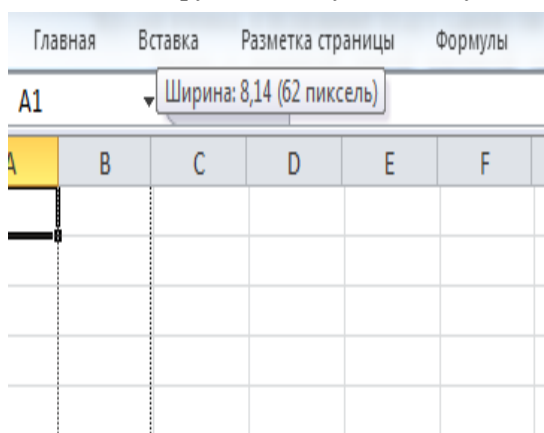 Главная Вставка Разметка страницы Формулы
A1 Ширина: 8,14 (62 пиксель)
A B C D E F